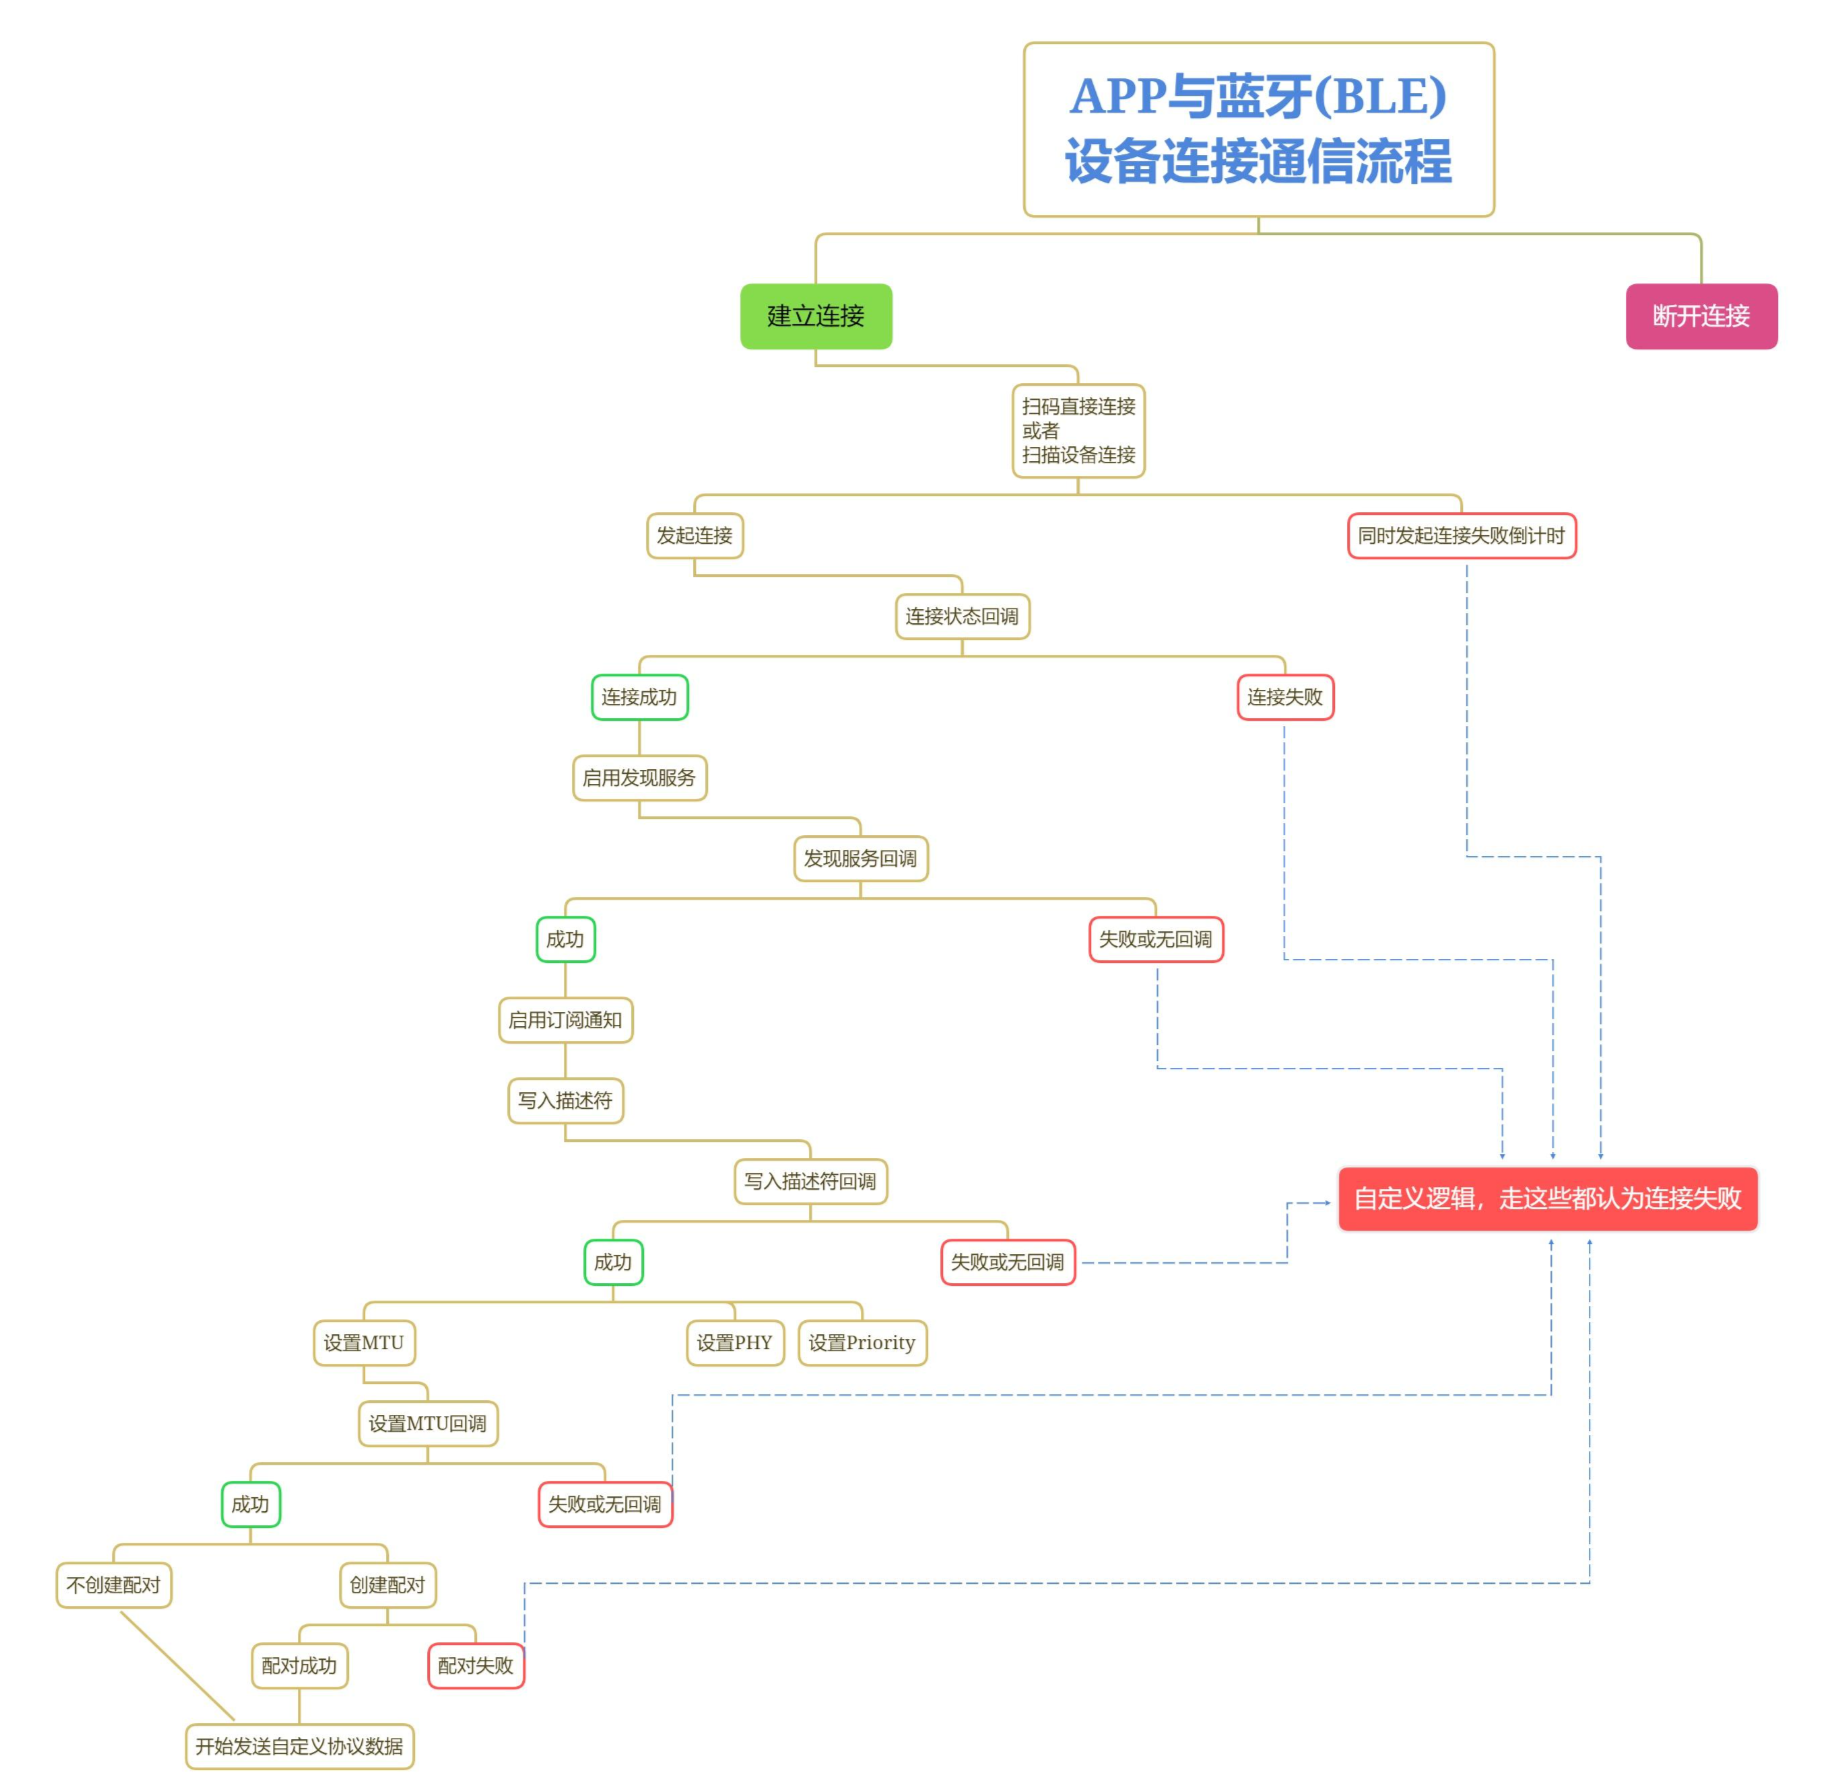 APP与蓝牙(BLE)
设备连接通信流程
建立连接
断开连接
扫码直接连接
或者
扫描设备连接
发起连接
同时发起连接失败倒计时
连接状态回调
连接成功
连接失败
启用发现服务
发现服务回调
成功
失败或无回调
启用订阅通知
写入描述符
写入描述符回调
自定义逻辑，走这些都认为连接失败
成功
失败或无回调
设置MTU
设置PHY
设置Priority
设置MTU回调
成功
失败或无回调
不创建配对
创建配对
配对成功
配对失败
开始发送自定义协议数据